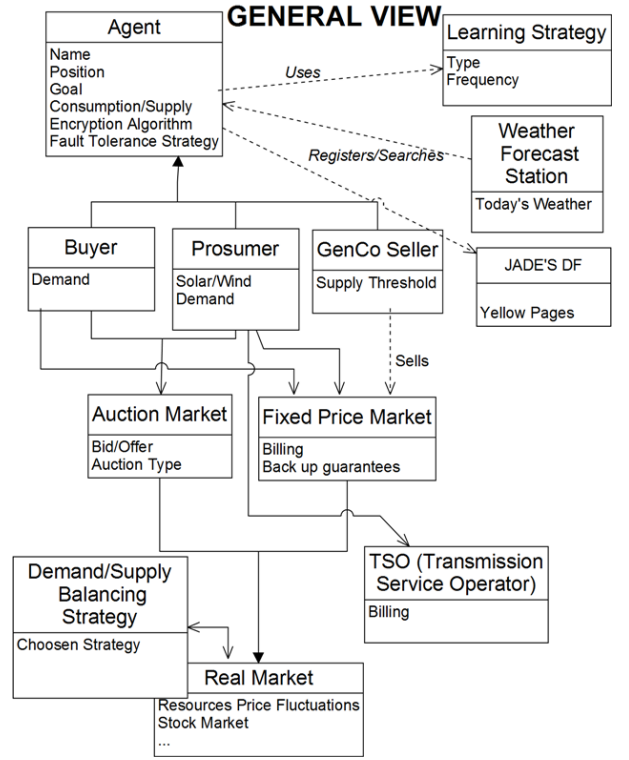 GENERAL VIEW
Agent
Name
Position
Goal
Consumption/Supply
Encryption Algorithm
Fault Tolerance Strategy
Uses
Learning Strategy
Type
Frequency
Registers/Searches
Weather
Forecast
Station
Today's Weather
JADE'S DF
Yellow Pages
Buyer
Demand
Prosumer
Solar/Wind
Demand
GenCo Seller
Supply Threshold
Sells
Auction Market
Bid/Offer
Auction Type
Fixed Price Market
Billing
Back up guarantees
TSO (Transmission
Service Operator)
Billing
Demand/Supply
Balancing
Strategy
Choosen Strategy
Real Market
Resources Price Fluctuations
Stock Market
...